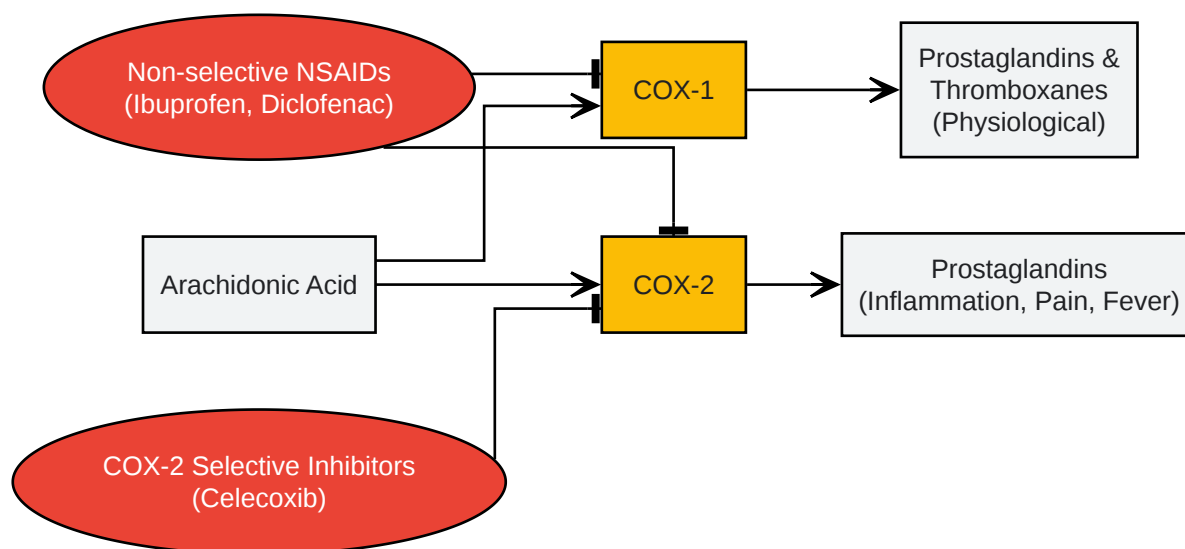 Non-selective NSAIDs
(Ibuprofen, Diclofenac)
COX-1
Prostaglandins &
Thromboxanes
(Physiological)
Arachidonic Acid
COX-2
Prostaglandins
(Inflammation, Pain, Fever)
COX-2 Selective Inhibitors
(Celecoxib)